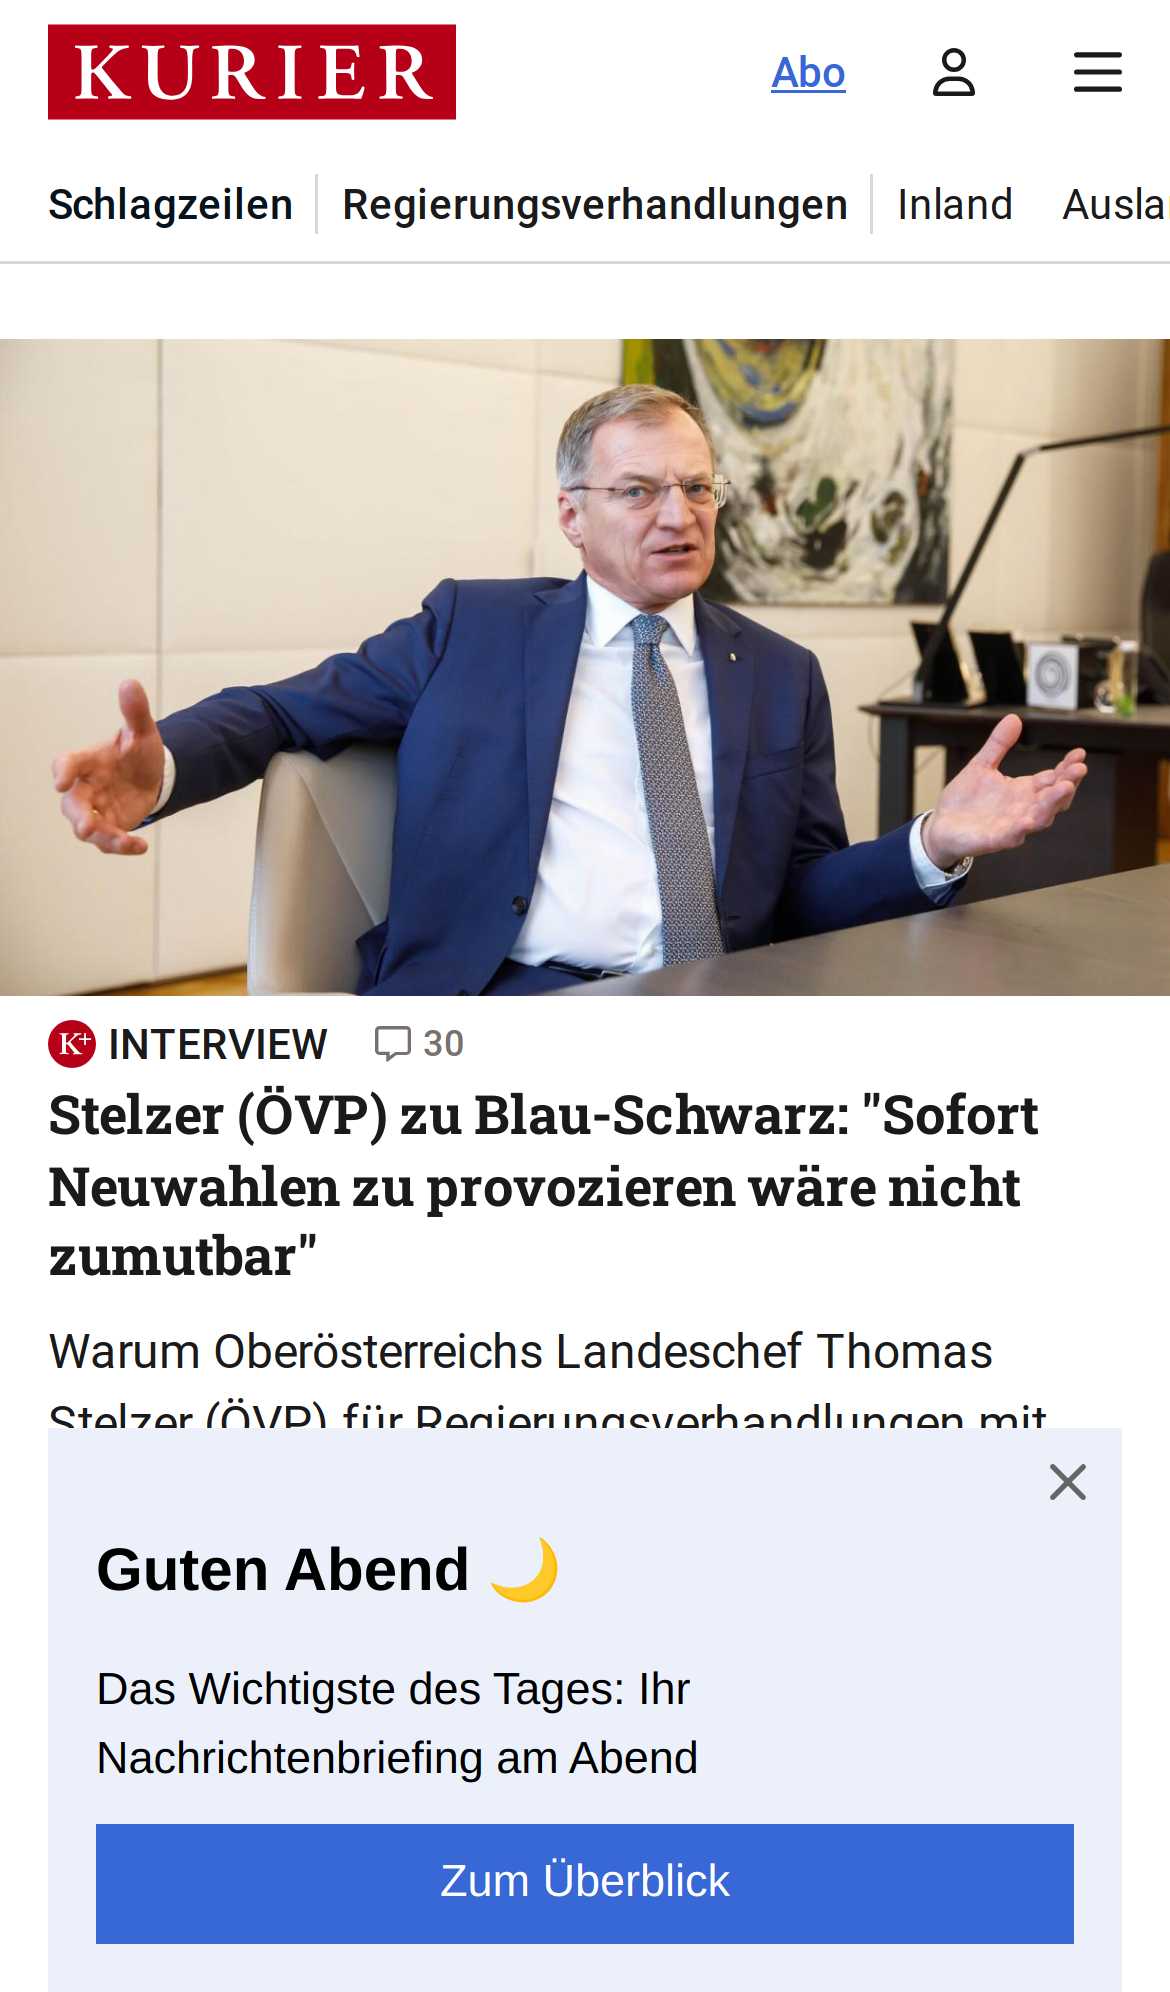 KURIER
Abo
Schlagzeilen
Regierungsverhandlungen
Inland
Ausla
K+ INTERVIEW
30
Stelzer (ÖVP) zu Blau-Schwarz: "Sofort
Neuwahlen zu provozieren wäre nicht
zumutbar"
Warum Oberösterreichs Landeschef Thomas
Stelzer (ÖVP) für Regierungsverhandlungen mit
Guten Abend 🌙
Das Wichtigste des Tages: Ihr
Nachrichtenbriefing am Abend
Zum Überblick